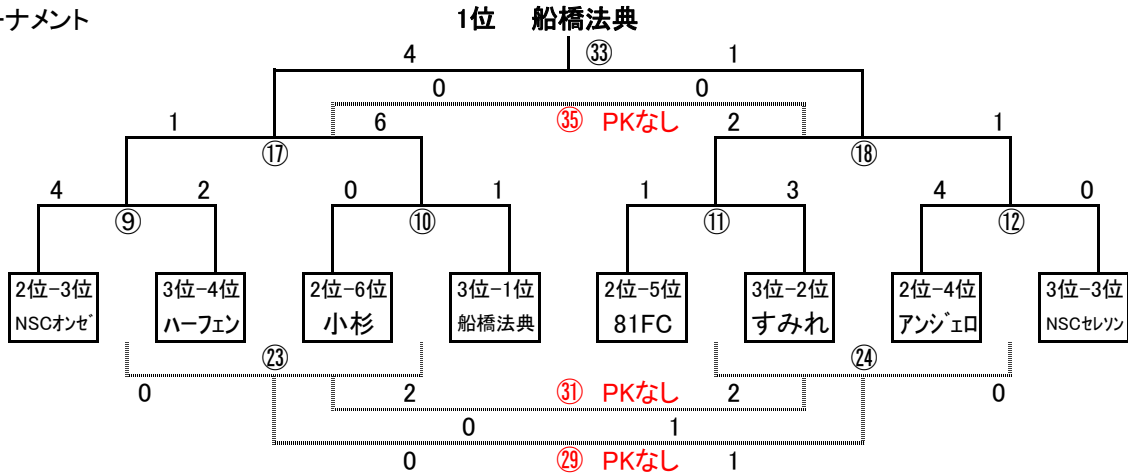 ーナメント
1位 船橋法典
4 ㉝ 1
0 0
㉟ PKなし
1 6 2 1
⑰ ⑱
4 2 0 1 1 3 4 0
⑨ ⑩ ⑪ ⑫
2位−3位 3位−4位 2位−6位 3位−1位 2位−5位 3位−2位 2位−4位 3位−3位
NSCオンゼ ハーフェン 小杉 船橋法典 81FC すみれ アンジェロ NSCセレソン
㉓ ㉔
0 2 ㉛ PKなし 2 0
0 1
0 ㉙ PKなし 1